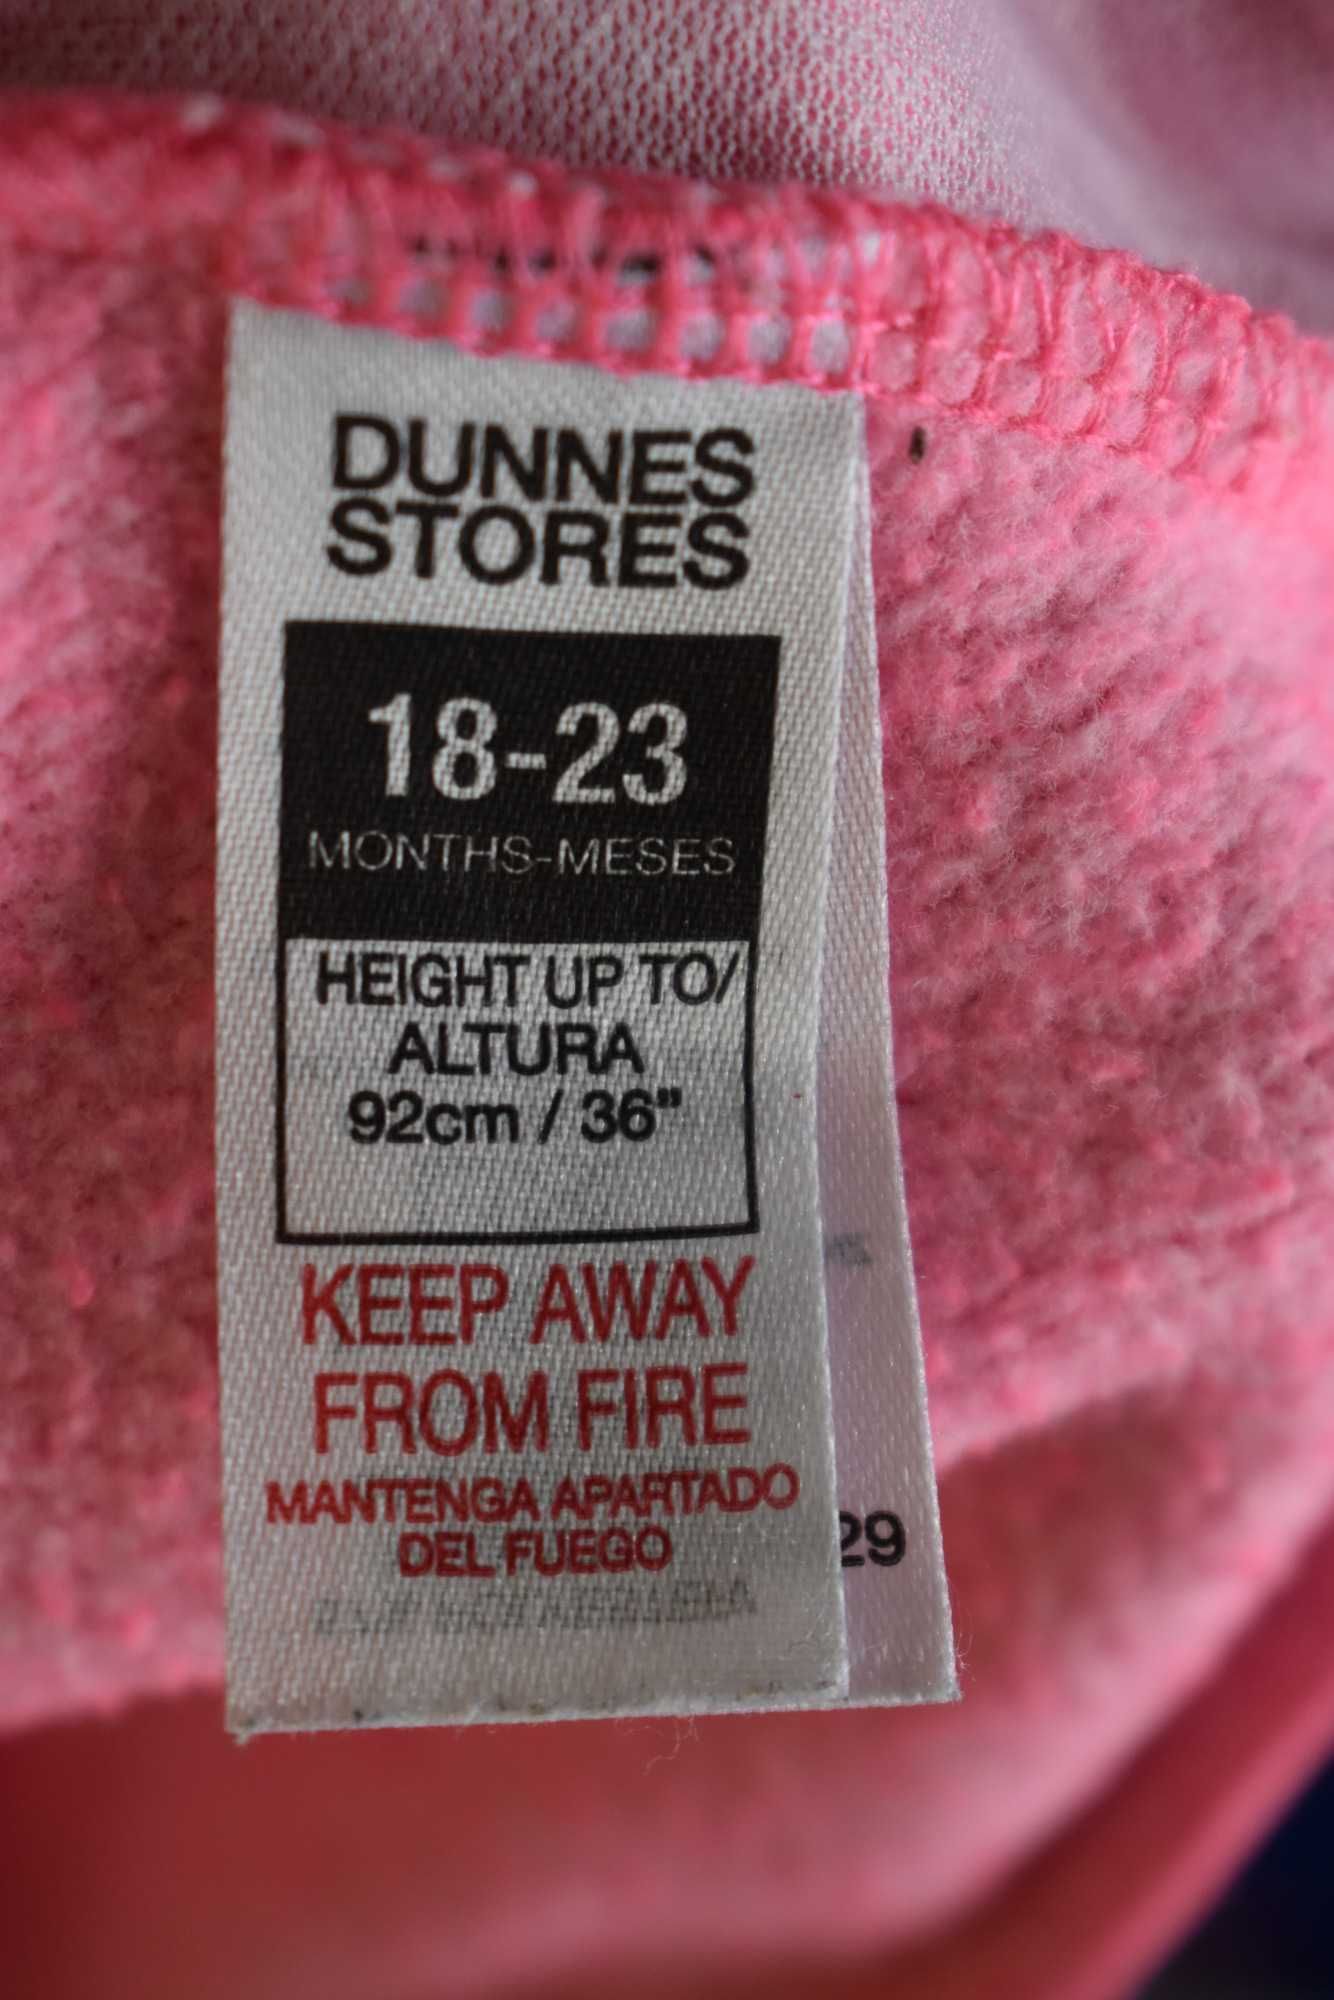 DUNNES
STORES
18-23
MONTHS-MESES
HEIGHT UP TO/
ALTURA
92cm / 36"
KEEP AWAY
FROM FIRE
MANTENGA APARTADO
DEL FUEGO
29